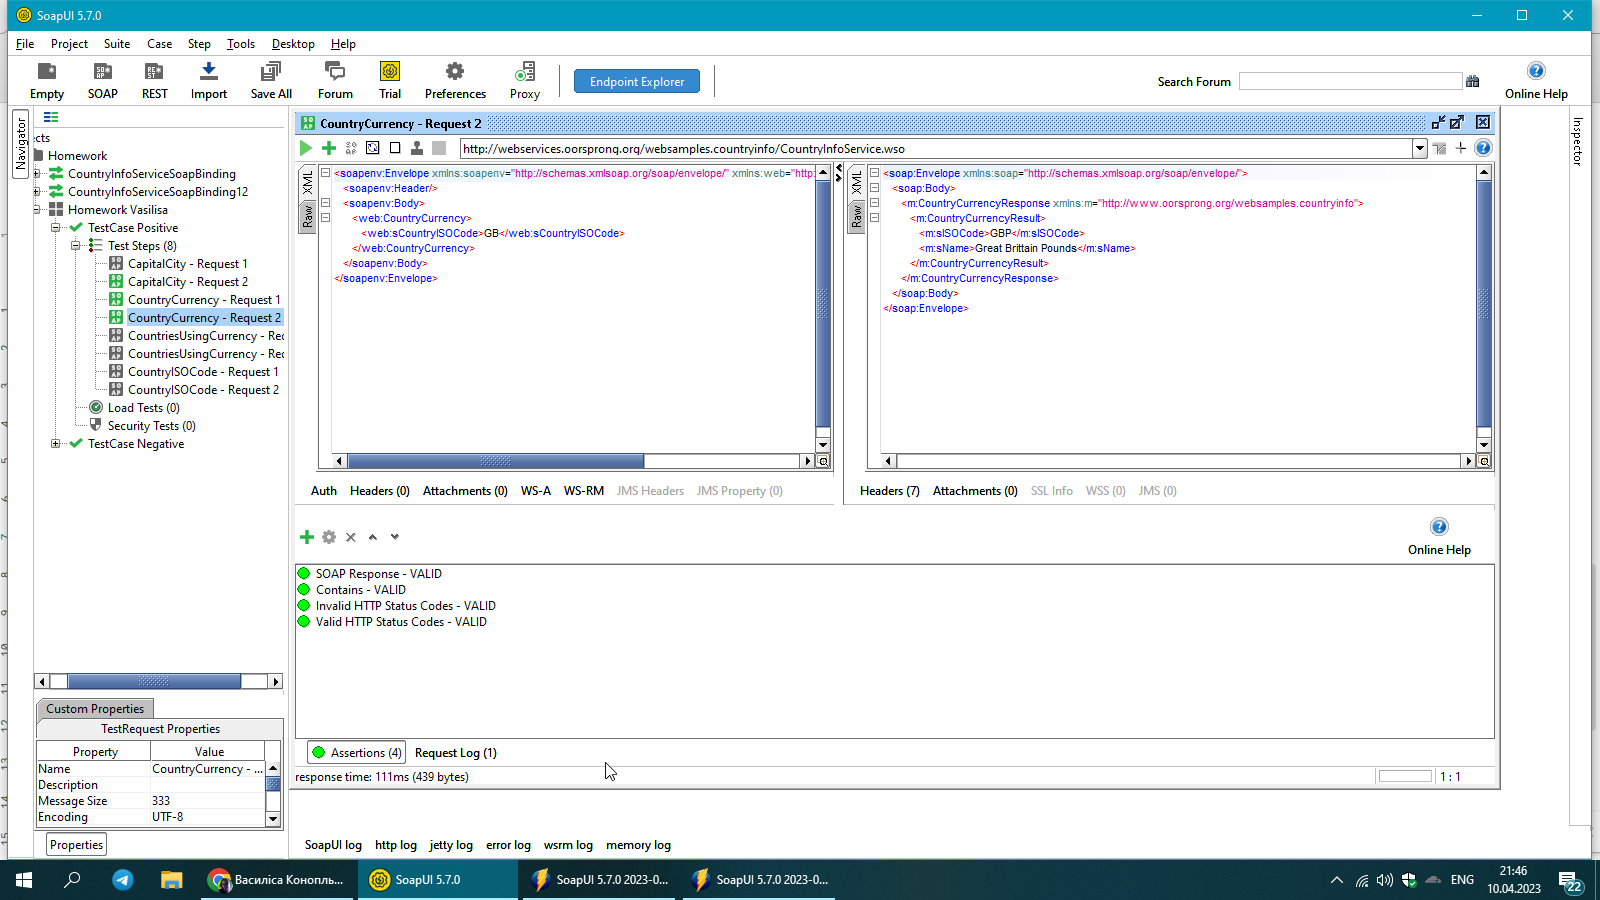 SoapUI 5.7.0
File Project Suite Case Step Tools Desktop Help
Empty SOAP REST Import Save All Forum Trial Preferences Proxy
Endpoint Explorer
Search Forum
Online Help
Navigator
Inspector
ects
Homework
CountryInfoServiceSoapBinding
CountryInfoServiceSoapBinding12
Homework Vasilisa
TestCase Positive
Test Steps (8)
CapitalCity - Request 1
CapitalCity - Request 2
CountryCurrency - Request 1
CountryCurrency - Request 2
CountriesUsingCurrency - Rec
CountriesUsingCurrency - Rec
CountryISOCode - Request 1
CountryISOCode - Request 2
Load Tests (0)
Security Tests (0)
TestCase Negative
Custom Properties
TestRequest Properties
Property Value
Name CountryCurrency - ...
Description
Message Size 333
Encoding UTF-8
Properties
CountryCurrency - Request 2
http://webservices.oorsprong.org/websamples.countryinfo/CountryInfoService.wso
XML
Raw
<soapenv:Envelope xmlns:soapenv="http://schemas.xmlsoap.org/soap/envelope/" xmlns:web="http:
<soapenv:Header/>
<soapenv:Body>
<web:CountryCurrency>
<web:sCountryISOCode>GB</web:sCountryISOCode>
</web:CountryCurrency>
</soapenv:Body>
</soapenv:Envelope>
Auth Headers (0) Attachments (0) WS-A WS-RM JMS Headers JMS Property (0)
XML
Raw
<soap:Envelope xmlns:soap="http://schemas.xmlsoap.org/soap/envelope/">
<soap:Body>
<m:CountryCurrencyResponse xmlns:m="http://www.oorsprong.org/websamples.countryinfo">
<m:CountryCurrencyResult>
<m:sISOCode>GBP</m:sISOCode>
<m:sName>Great Brittain Pounds</m:sName>
</m:CountryCurrencyResult>
</m:CountryCurrencyResponse>
</soap:Body>
</soap:Envelope>
Headers (7) Attachments (0) SSL Info WSS (0) JMS (0)
Online Help
SOAP Response - VALID
Contains - VALID
Invalid HTTP Status Codes - VALID
Valid HTTP Status Codes - VALID
Assertions (4) Request Log (1)
response time: 111ms (439 bytes)
1 : 1
SoapUI log http log jetty log error log wsrm log memory log
Василіса Конопль...
SoapUI 5.7.0
SoapUI 5.7.0 2023-0...
SoapUI 5.7.0 2023-0...
ENG
21:46
10.04.2023
22